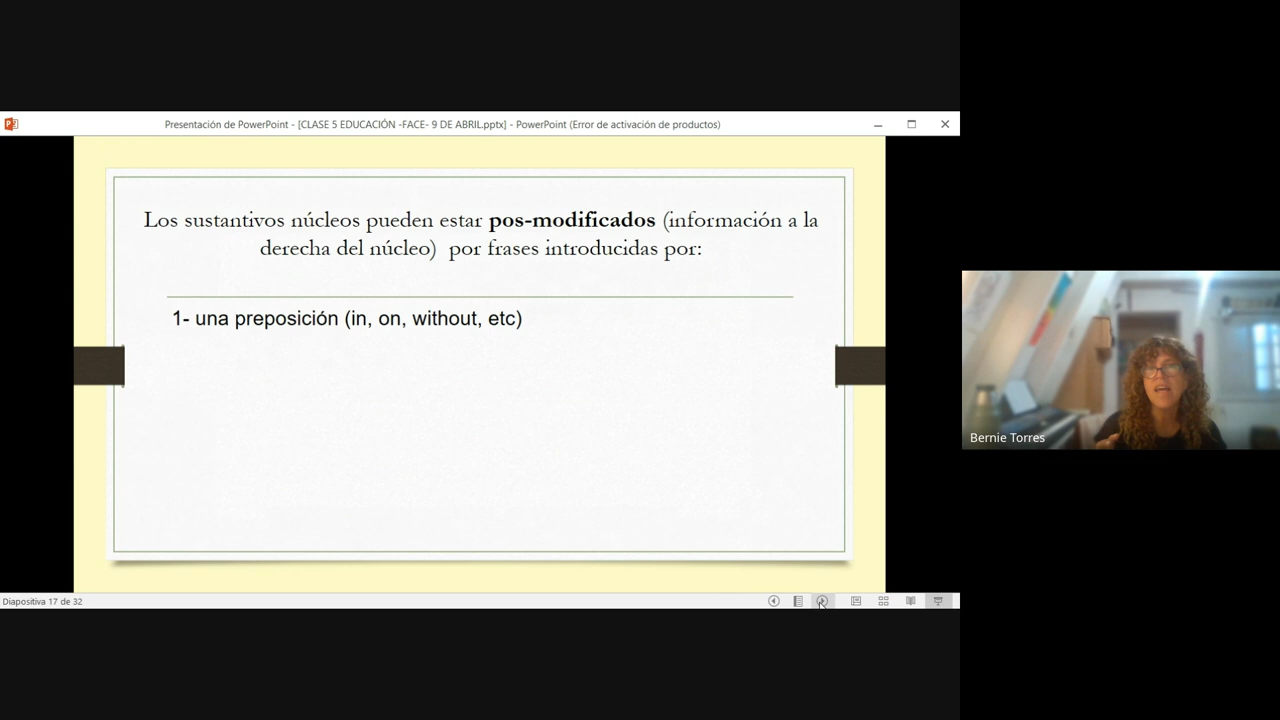 Presentación de PowerPoint - [CLASE 5 EDUCACIÓN -FACE- 9 DE ABRIL.pptx] - PowerPoint (Error de activación de productos)
Los sustantivos núcleos pueden estar pos-modificados (información a la
derecha del núcleo) por frases introducidas por:
1- una preposición (in, on, without, etc)
Bernie Torres
Diapositiva 17 de 32